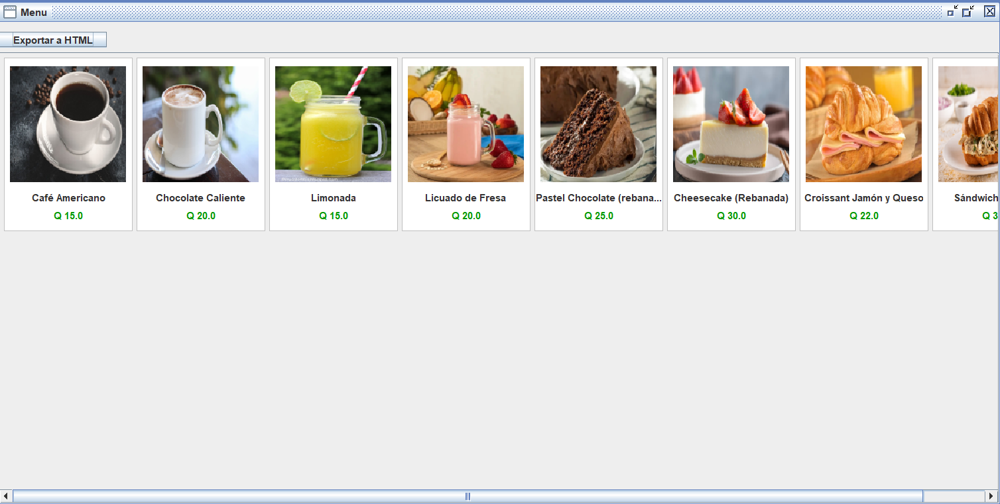 Menu
Exportar a HTML
Café Americano
Q 15.0
Chocolate Caliente
Q 20.0
Limonada
Q 15.0
Licuado de Fresa
Q 20.0
Pastel Chocolate (rebana...
Q 25.0
Cheesecake (Rebanada)
Q 30.0
Croissant Jamón y Queso
Q 22.0
Sándwich
Q 3